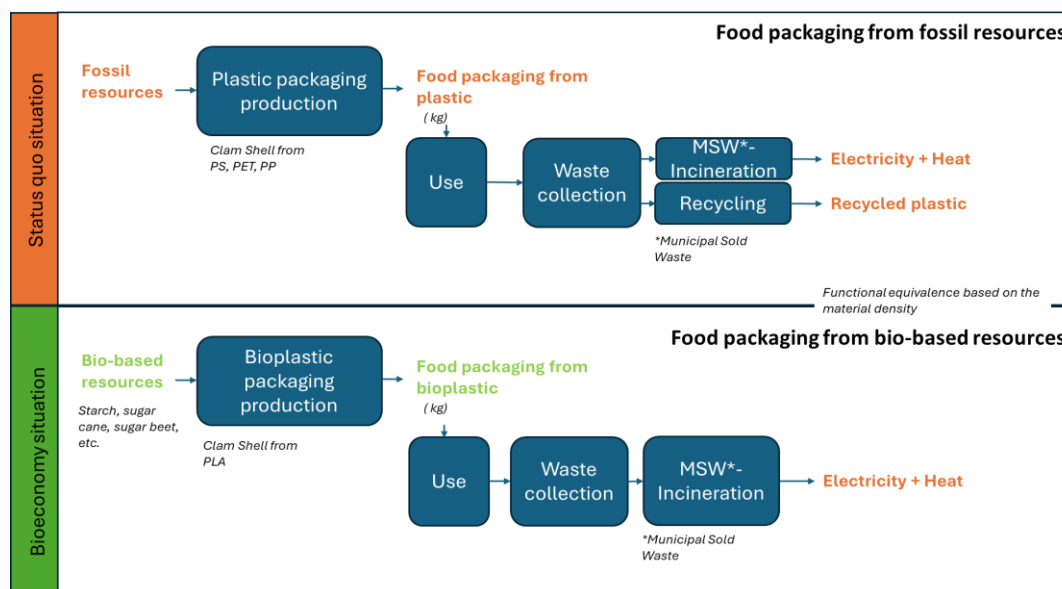 Status quo situation
Food packaging from fossil resources
Fossil
resources
Plastic packaging
production
Clam Shell from
PS, PET, PP
Food packaging from
plastic
( kg)
Use
Waste
collection
MSW*-
Incineration
Recycling
*Municipal Sold
Waste
Electricity + Heat
Recycled plastic
Functional equivalence based on the
material density
Bioeconomy situation
Food packaging from bio-based resources
Bio-based
resources
Starch, sugar
cane, sugar beet,
etc.
Bioplastic
packaging
production
Clam Shell from
PLA
Food packaging from
bioplastic
( kg)
Use
Waste
collection
MSW*-
Incineration
*Municipal Sold
Waste
Electricity + Heat